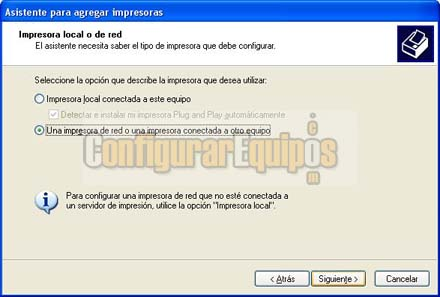 Asistente para agregar impresoras
Impresora local o de red
El asistente necesita saber el tipo de impresora que debe configurar.
Seleccione la opción que describe la impresora que desea utilizar:
Impresora local conectada a este equipo
Detectar e instalar mi impresora Plug and Play automáticamente
Una impresora de red o una impresora conectada a otro equipo
ConfigurarEquipos
.com
Para configurar una impresora de red que no esté conectada a
un servidor de impresión, utilice la opción "Impresora local".
< Atrás
Siguiente >
Cancelar